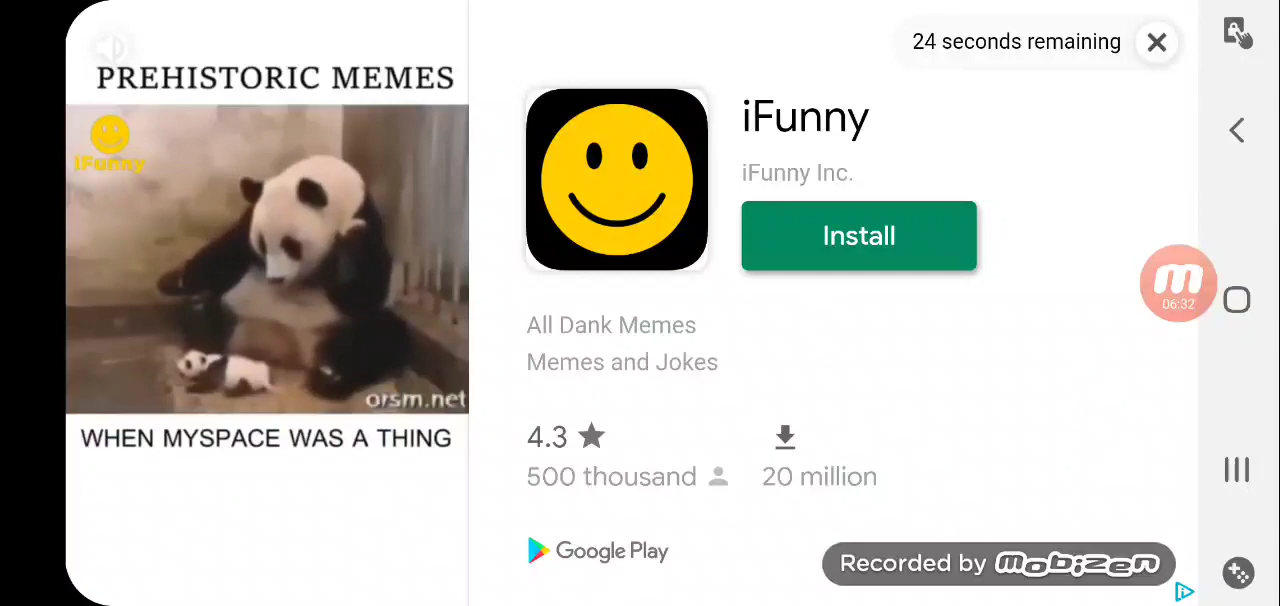 24 seconds remaining
PREHISTORIC MEMES
iFunny
orsm.net
WHEN MYSPACE WAS A THING
iFunny
iFunny Inc.
Install
All Dank Memes
Memes and Jokes
4.3
500 thousand
20 million
Google Play
06:32
Recorded by mobizen